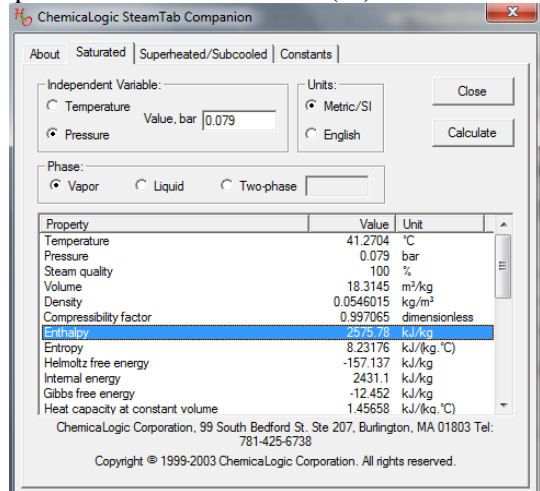 ChemicaLogic SteamTab Companion
About Saturated Superheated/Subcooled Constants
Independent Variable: Units:
Temperature Value, bar 0.079 Metric/SI Close
Pressure English Calculate
Phase:
Vapor Liquid Two-phase
Property Value Unit
Temperature 41.2704 °C
Pressure 0.079 bar
Steam quality 100 %
Volume 18.3145 m³/kg
Density 0.0546015 kg/m³
Compressibility factor 0.997065 dimensionless
Enthalpy 2575.78 kJ/kg
Entropy 8.23176 kJ/(kg.°C)
Helmoltz free energy -157.137 kJ/kg
Internal energy 2431.1 kJ/kg
Gibbs free energy -12.452 kJ/kg
Heat capacity at constant volume 1.45658 kJ/(kg.°C)
ChemicaLogic Corporation, 99 South Bedford St. Ste 207, Burlington, MA 01803 Tel:
781-425-6738
Copyright © 1999-2003 ChemicaLogic Corporation. All rights reserved.